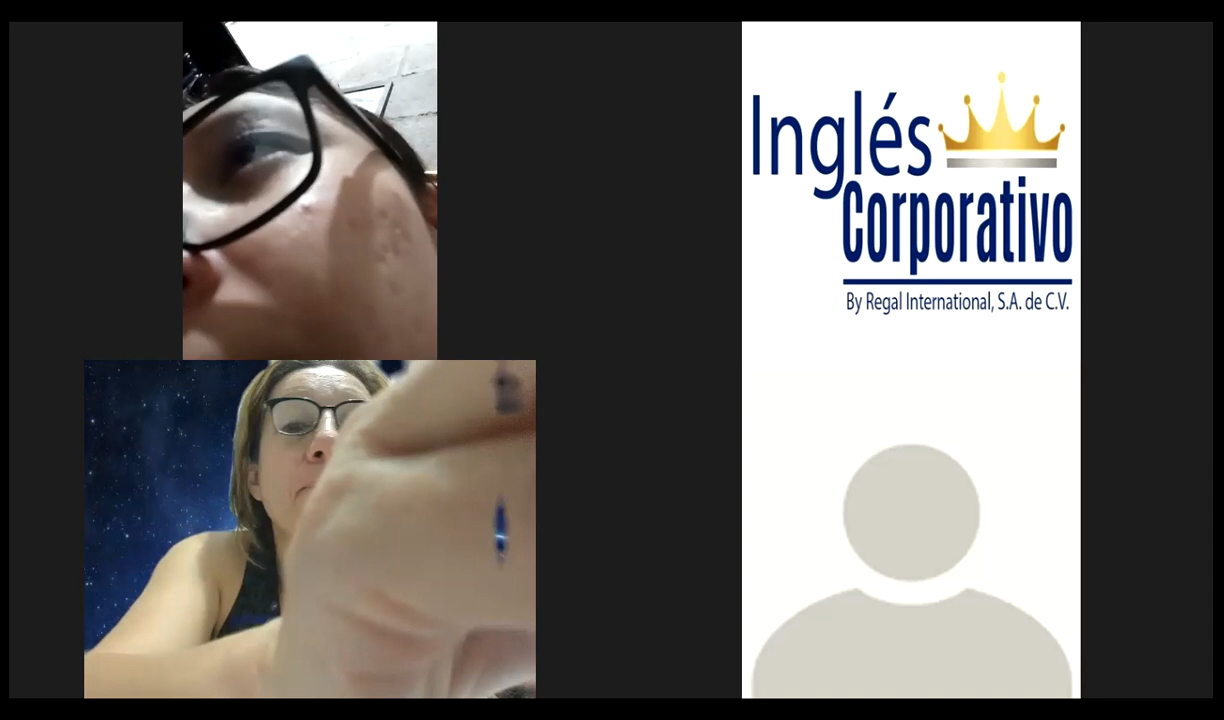 Inglés
Corporativo
By Regal International, S.A. de C.V.